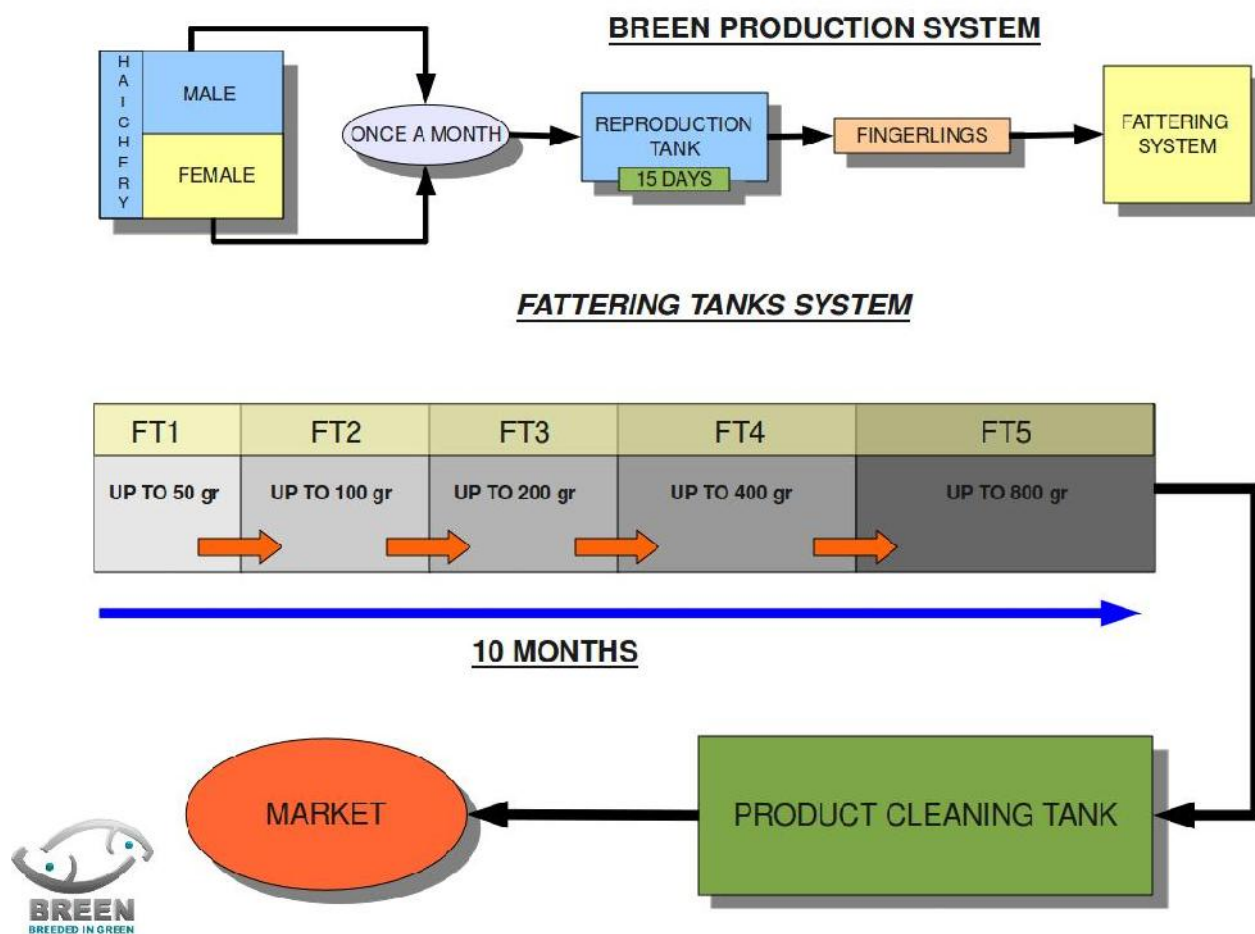 BREEN PRODUCTION SYSTEM
HAICHFRY
MALE
FEMALE
ONCE A MONTH
REPRODUCTION
TANK
15 DAYS
FINGERLINGS
FATTERING
SYSTEM
FATTERING TANKS SYSTEM
FT1
FT2
FT3
FT4
FT5
UP TO 50 gr
UP TO 100 gr
UP TO 200 gr
UP TO 400 gr
UP TO 800 gr
10 MONTHS
MARKET
PRODUCT CLEANING TANK
BREEN
BREEDED IN GREEN